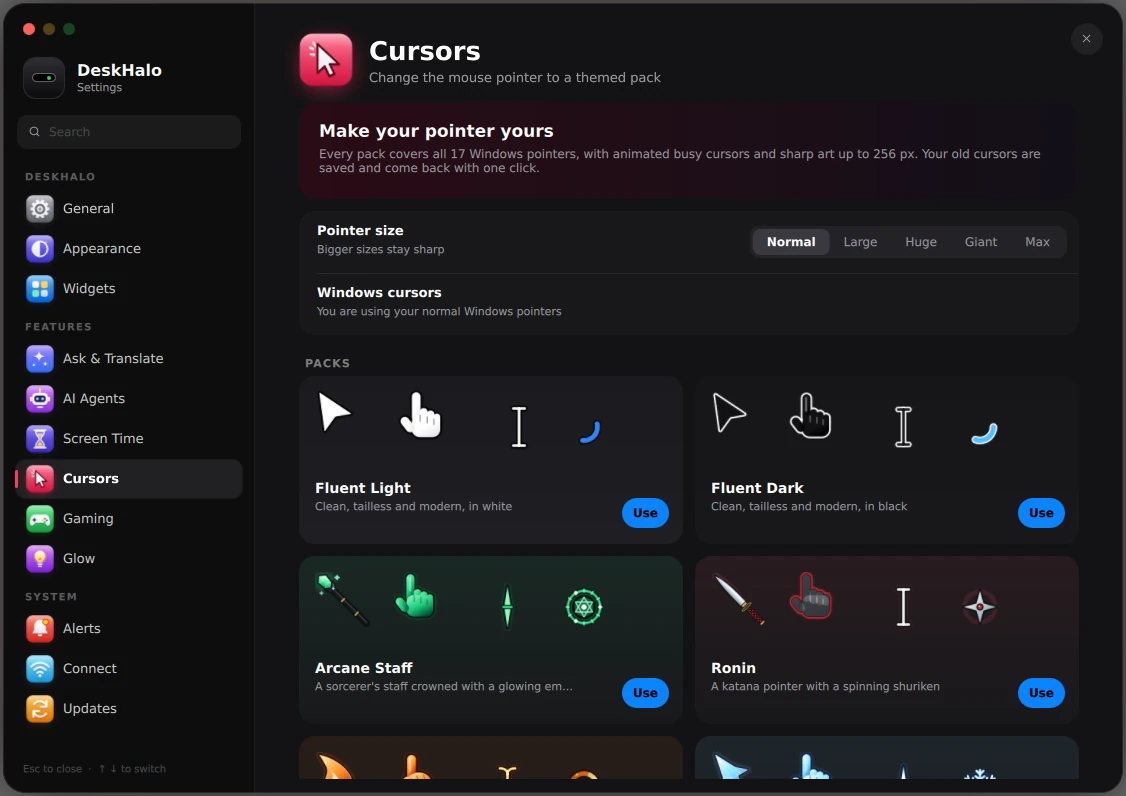 DeskHalo
Settings
Search
DESKHALO
General
Appearance
Widgets
FEATURES
Ask & Translate
AI Agents
Screen Time
Cursors
Gaming
Glow
SYSTEM
Alerts
Connect
Updates
Esc to close · ↑ ↓ to switch
Cursors
Change the mouse pointer to a themed pack
Make your pointer yours
Every pack covers all 17 Windows pointers, with animated busy cursors and sharp art up to 256 px. Your old cursors are
saved and come back with one click.
Pointer size
Bigger sizes stay sharp
Normal Large Huge Giant Max
Windows cursors
You are using your normal Windows pointers
PACKS
Fluent Light
Clean, tailless and modern, in white
Use
Fluent Dark
Clean, tailless and modern, in black
Use
Arcane Staff
A sorcerer's staff crowned with a glowing em...
Use
Ronin
A katana pointer with a spinning shuriken
Use